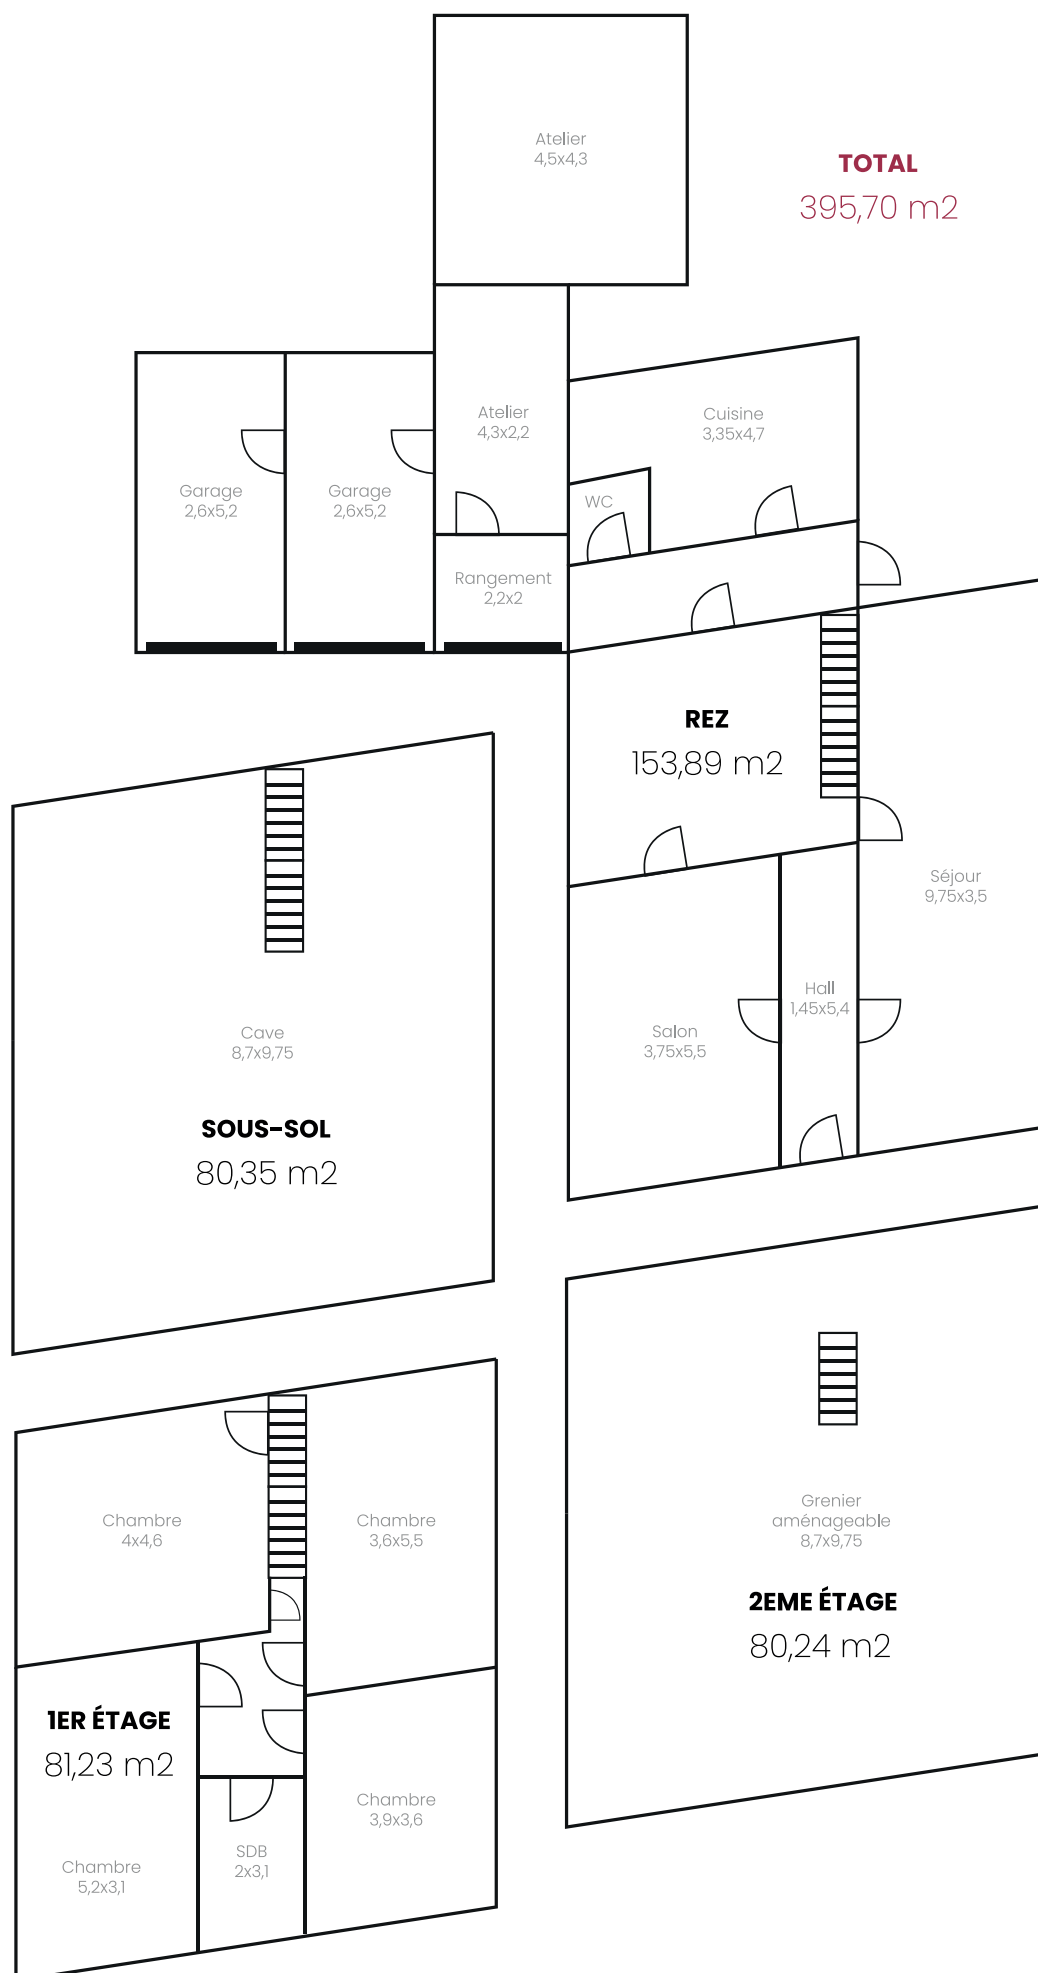 Atelier
4,5x4,3
TOTAL
395,70 m2
Atelier
4,3x2,2
Cuisine
3,35x4,7
Garage
2,6x5,2
Garage
2,6x5,2
WC
Rangement
2,2x2
REZ
153,89 m2
Séjour
9,75x3,5
Hall
1,45x5,4
Salon
3,75x5,5
Cave
8,7x9,75
SOUS-SOL
80,35 m2
Grenier
aménageable
8,7x9,75
2EME ÉTAGE
80,24 m2
Chambre
4x4,6
Chambre
3,6x5,5
1ER ÉTAGE
81,23 m2
Chambre
3,9x3,6
SDB
2x3,1
Chambre
5,2x3,1